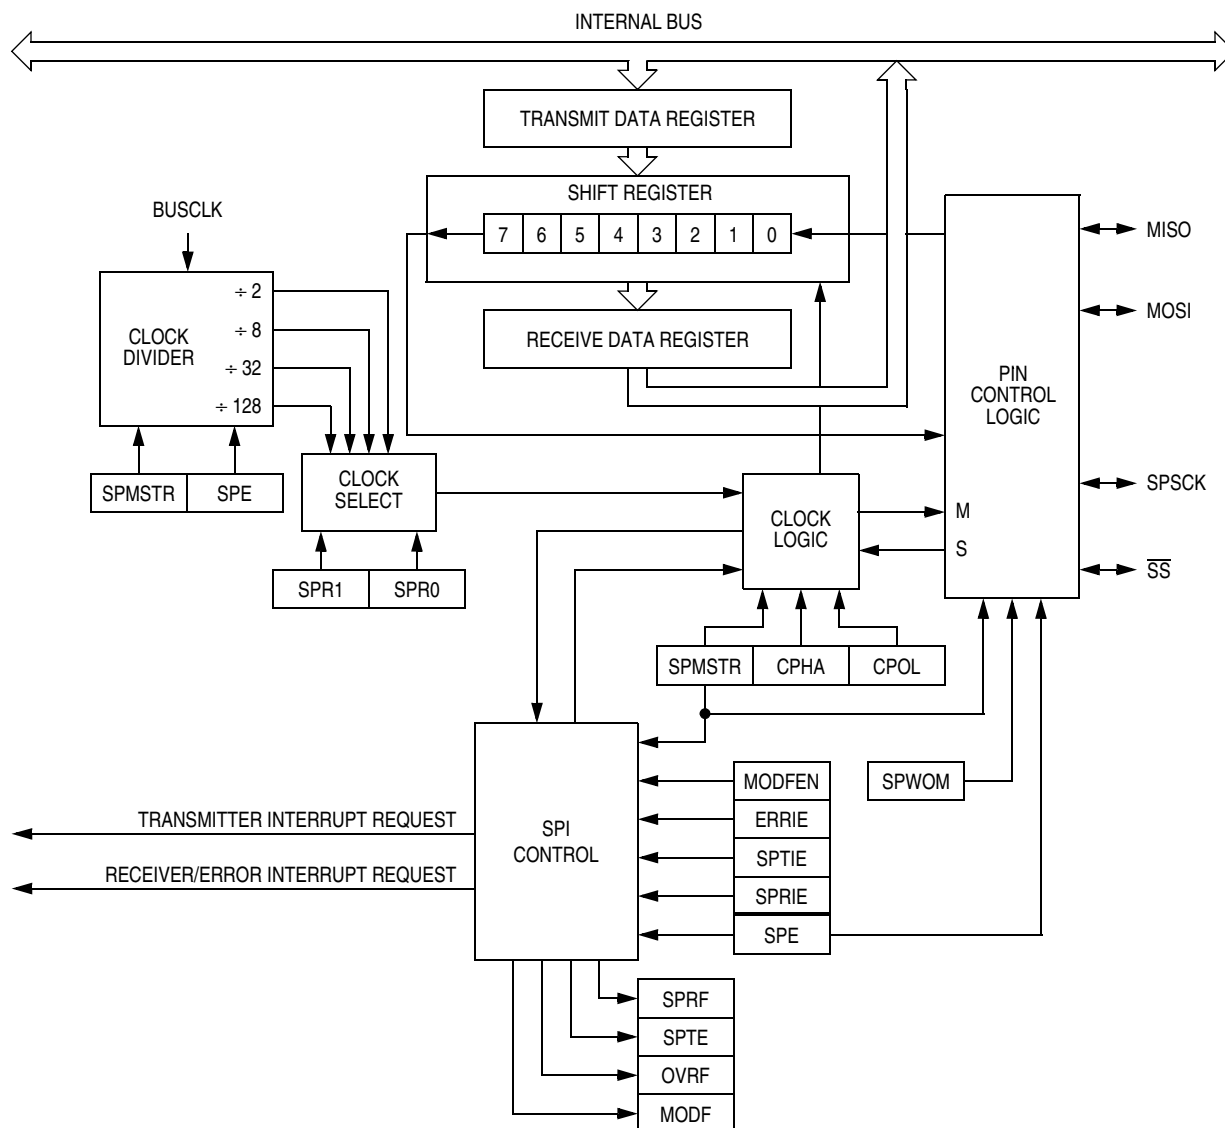 INTERNAL BUS
TRANSMIT DATA REGISTER
SHIFT REGISTER
7 6 5 4 3 2 1 0
BUSCLK
CLOCK
DIVIDER
÷ 2
÷ 8
÷ 32
÷ 128
RECEIVE DATA REGISTER
PIN
CONTROL
LOGIC
MISO
MOSI
SPSCK
S̅S̅
M
S
SPMSTR SPE
CLOCK
SELECT
SPR1 SPR0
CLOCK
LOGIC
SPMSTR CPHA CPOL
SPI
CONTROL
MODFEN
ERRIE
SPTIE
SPRIE
SPE
SPWOM
TRANSMITTER INTERRUPT REQUEST
RECEIVER/ERROR INTERRUPT REQUEST
SPRF
SPTE
OVRF
MODF